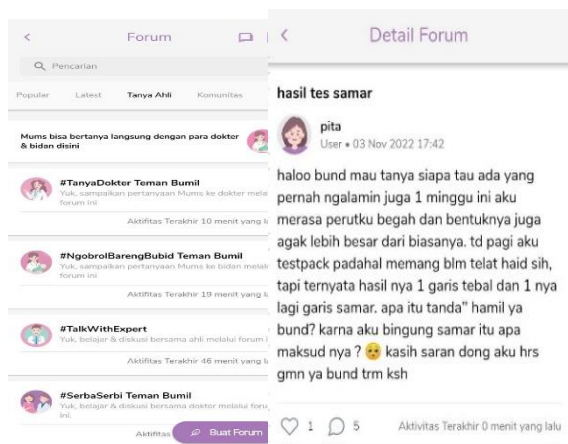 Forum
Pencarian
Popular Latest Tanya Ahli Komunitas
Mums bisa bertanya langsung dengan para dokter
& bidan disini
#TanyaDokter Teman Bumil
Yuk, sampaikan pertanyaan Mums ke dokter mela
forum ini
Aktifitas Terakhir 10 menit yang l
#NgobrolBarengBubid Teman Bumil
Yuk, sampaikan pertanyaan Mums ke bidan melal
forum ini
Aktifitas Terakhir 19 menit yang l
#TalkWithExpert
Yuk, belajar & diskusi bersama ahli melalui forum i
Aktifitas Terakhir 46 menit yang l
#SerbaSerbi Teman Bumil
Yuk, belajar & diskusi bersama dokter melalui foru
ini.
Aktifitas
Buat Forum
Detail Forum
hasil tes samar
pita
User • 03 Nov 2022 17:42
haloo bund mau tanya siapa tau ada yang
pernah ngalamin juga 1 minggu ini aku
merasa perutku begah dan bentuknya juga
agak lebih besar dari biasanya. td pagi aku
testpack padahal memang blm telat haid sih,
tapi ternyata hasil nya 1 garis tebal dan 1 nya
lagi garis samar. apa itu tanda" hamil ya
bund? karna aku bingung samar itu apa
maksud nya ? 🥺 kasih saran dong aku hrs
gmn ya bund trm ksh
1 5 Aktivitas Terakhir 0 menit yang lalu